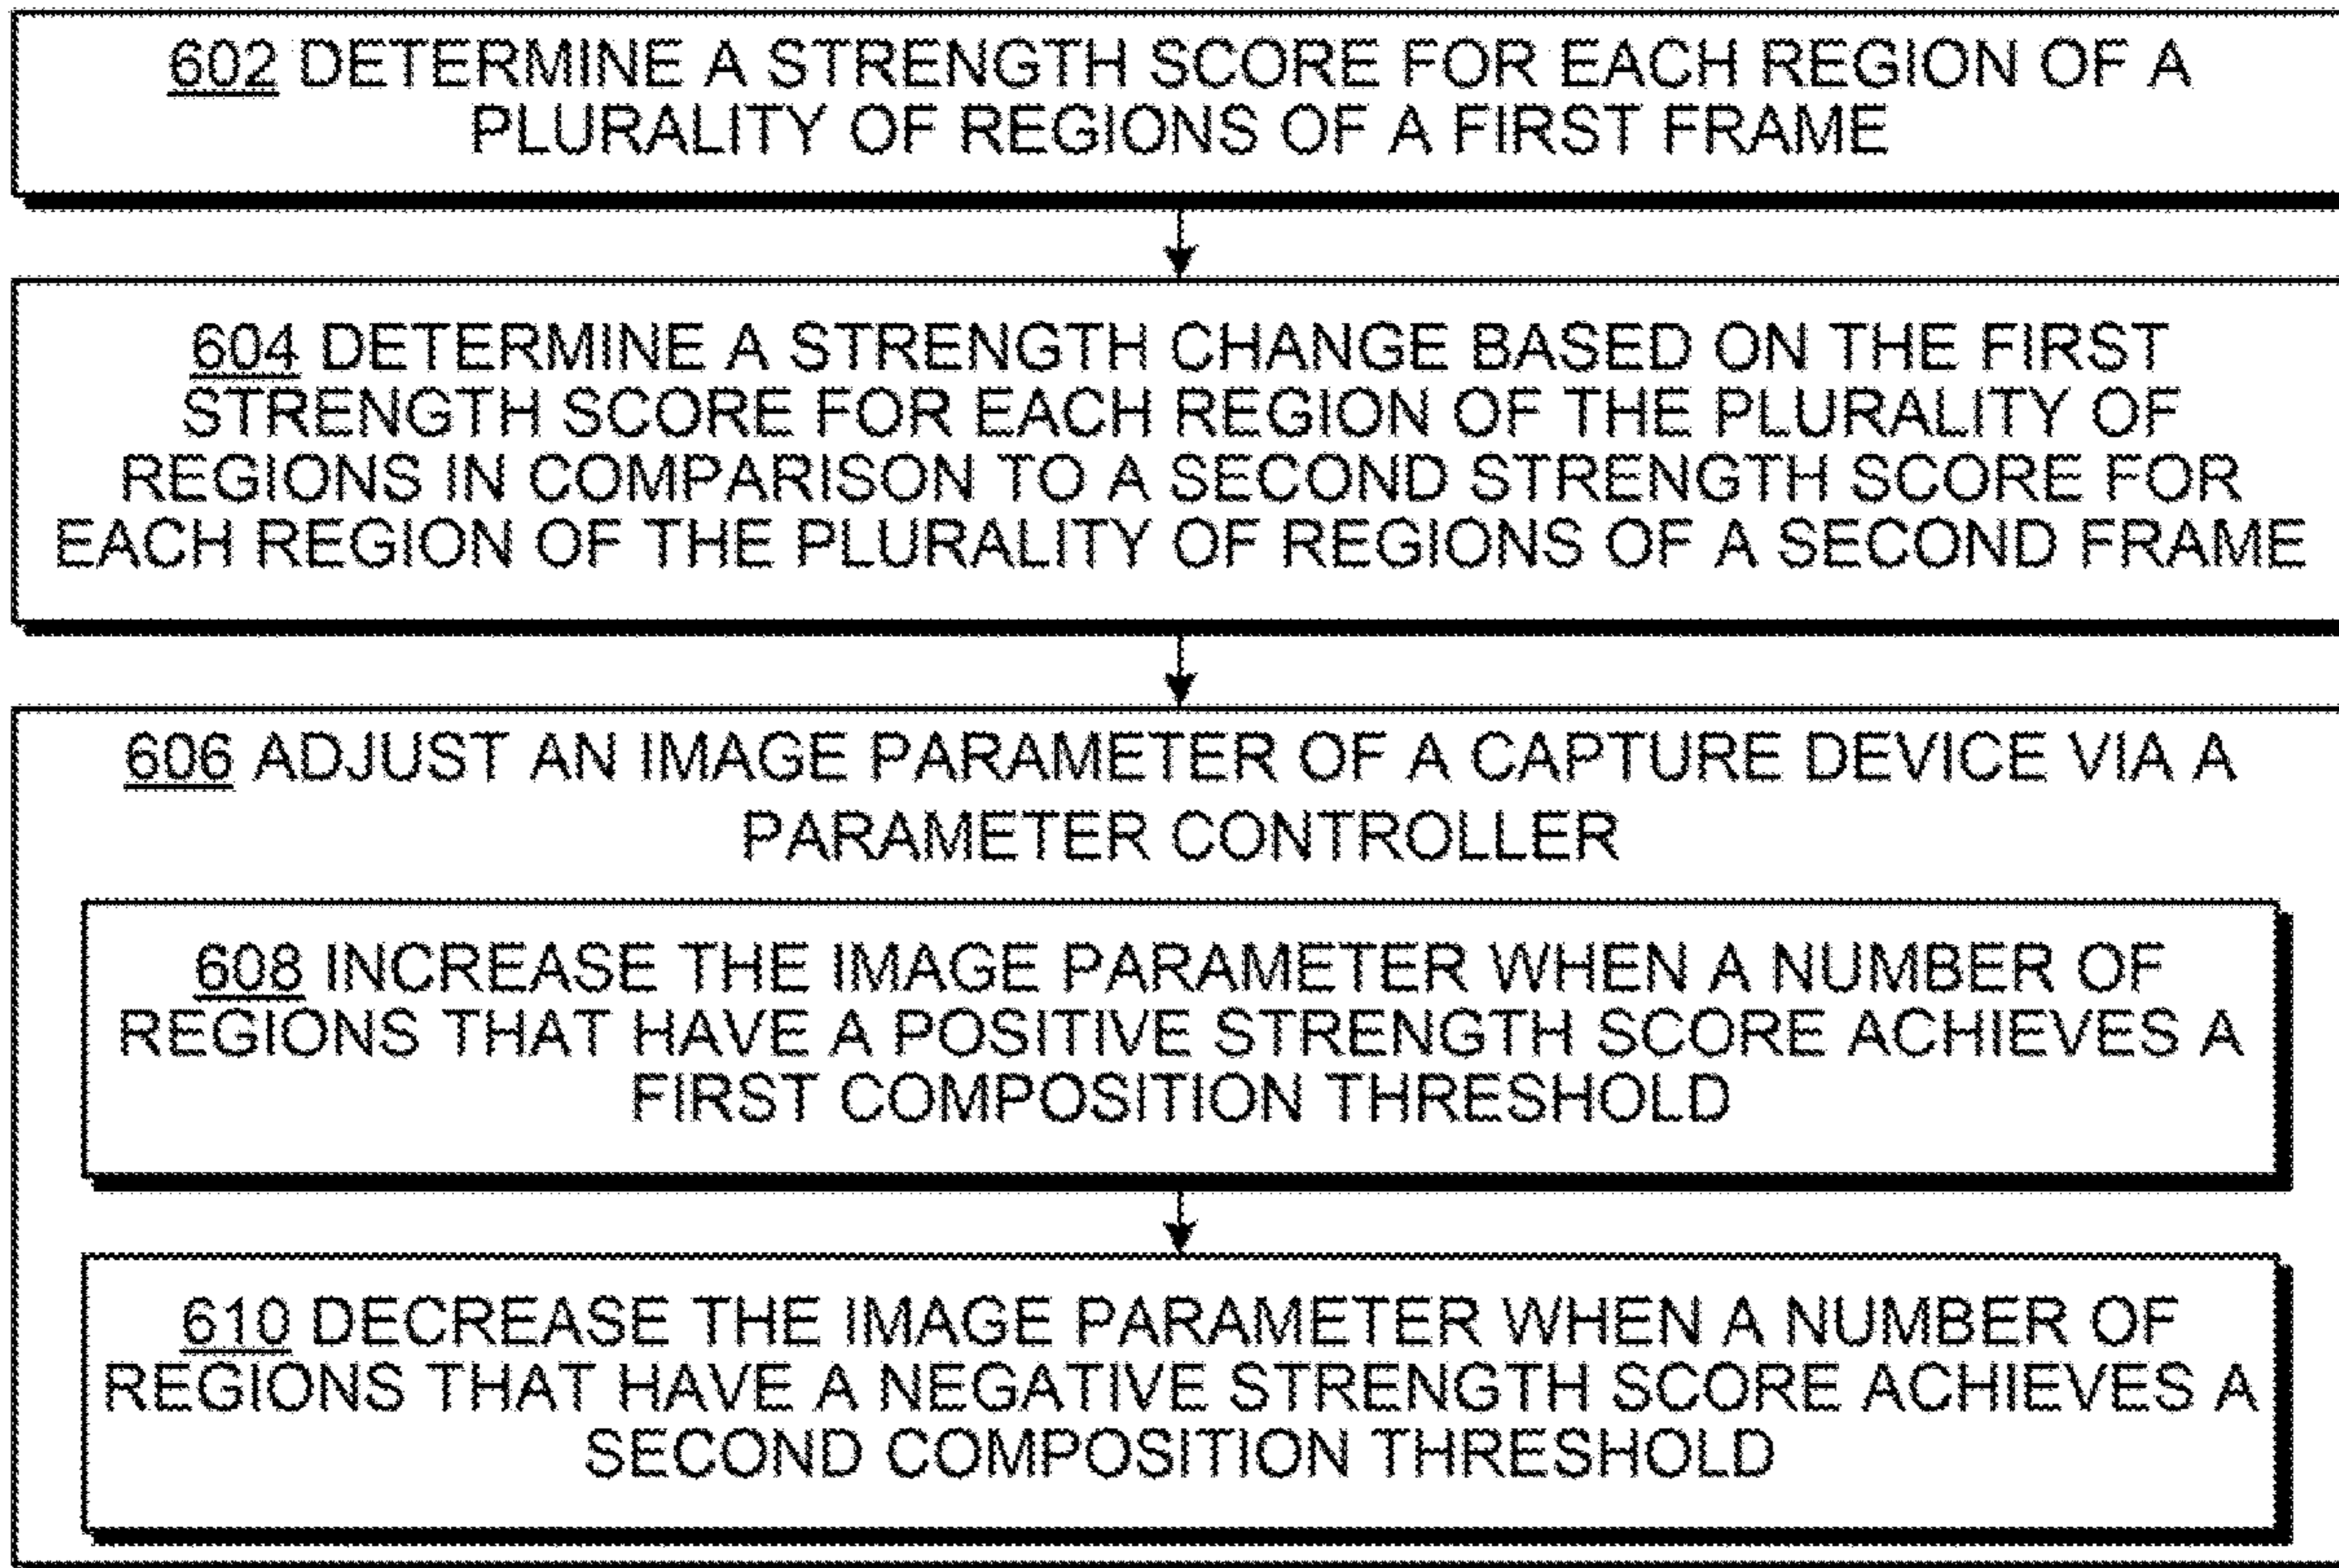 602 DETERMINE A STRENGTH SCORE FOR EACH REGION OF A
PLURALITY OF REGIONS OF A FIRST FRAME
604 DETERMINE A STRENGTH CHANGE BASED ON THE FIRST
STRENGTH SCORE FOR EACH REGION OF THE PLURALITY OF
REGIONS IN COMPARISON TO A SECOND STRENGTH SCORE FOR
EACH REGION OF THE PLURALITY OF REGIONS OF A SECOND FRAME
606 ADJUST AN IMAGE PARAMETER OF A CAPTURE DEVICE VIA A
PARAMETER CONTROLLER
608 INCREASE THE IMAGE PARAMETER WHEN A NUMBER OF
REGIONS THAT HAVE A POSITIVE STRENGTH SCORE ACHIEVES A
FIRST COMPOSITION THRESHOLD
610 DECREASE THE IMAGE PARAMETER WHEN A NUMBER OF
REGIONS THAT HAVE A NEGATIVE STRENGTH SCORE ACHIEVES A
SECOND COMPOSITION THRESHOLD